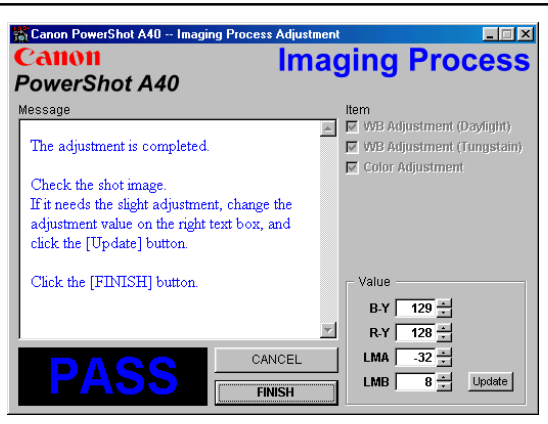 Canon PowerShot A40 -- Imaging Process Adjustment
Canon
Imaging Process
PowerShot A40
Message
The adjustment is completed.
Check the shot image.
If it needs the slight adjustment, change the
adjustment value on the right text box, and
click the [Update] button.
Click the [FINISH] button.
Item
WB Adjustment (Daylight)
WB Adjustment (Tungstain)
Color Adjustment
Value
B-Y 129
R-Y 128
LMA -32
LMB 8 Update
PASS
CANCEL
FINISH